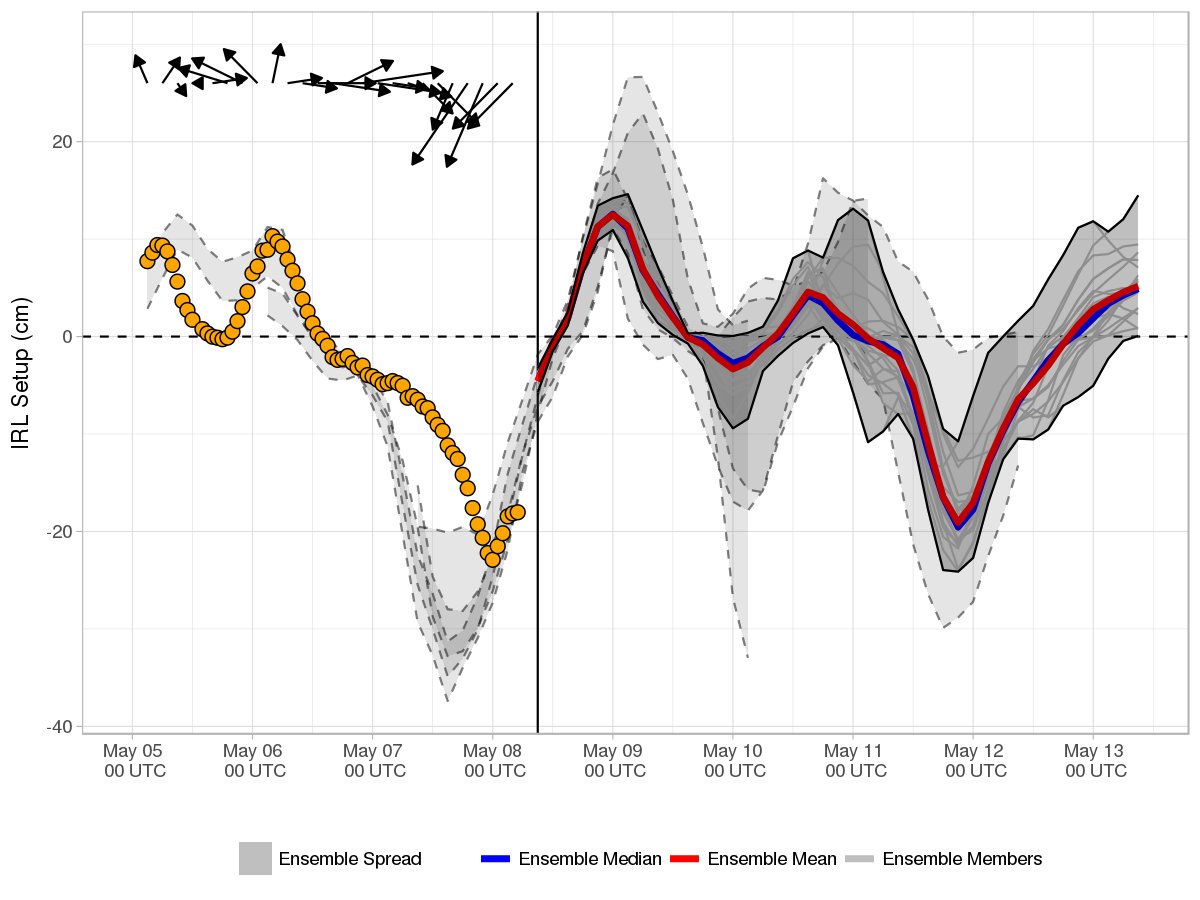 IRL Setup (cm)
20
0
-20
-40
May 05 May 06 May 07 May 08 May 09 May 10 May 11 May 12 May 13
00 UTC 00 UTC 00 UTC 00 UTC 00 UTC 00 UTC 00 UTC 00 UTC 00 UTC
Ensemble Spread Ensemble Median Ensemble Mean Ensemble Members